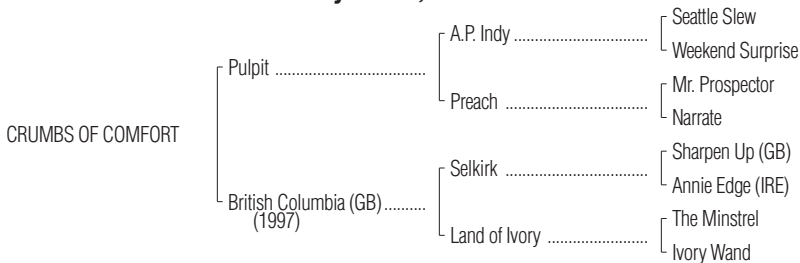 Seattle Slew
A.P. Indy
Weekend Surprise
Pulpit
Mr. Prospector
Preach
Narrate
CRUMBS OF COMFORT
Sharpen Up (GB)
Selkirk
Annie Edge (IRE)
British Columbia (GB)
(1997)
The Minstrel
Land of Ivory
Ivory Wand